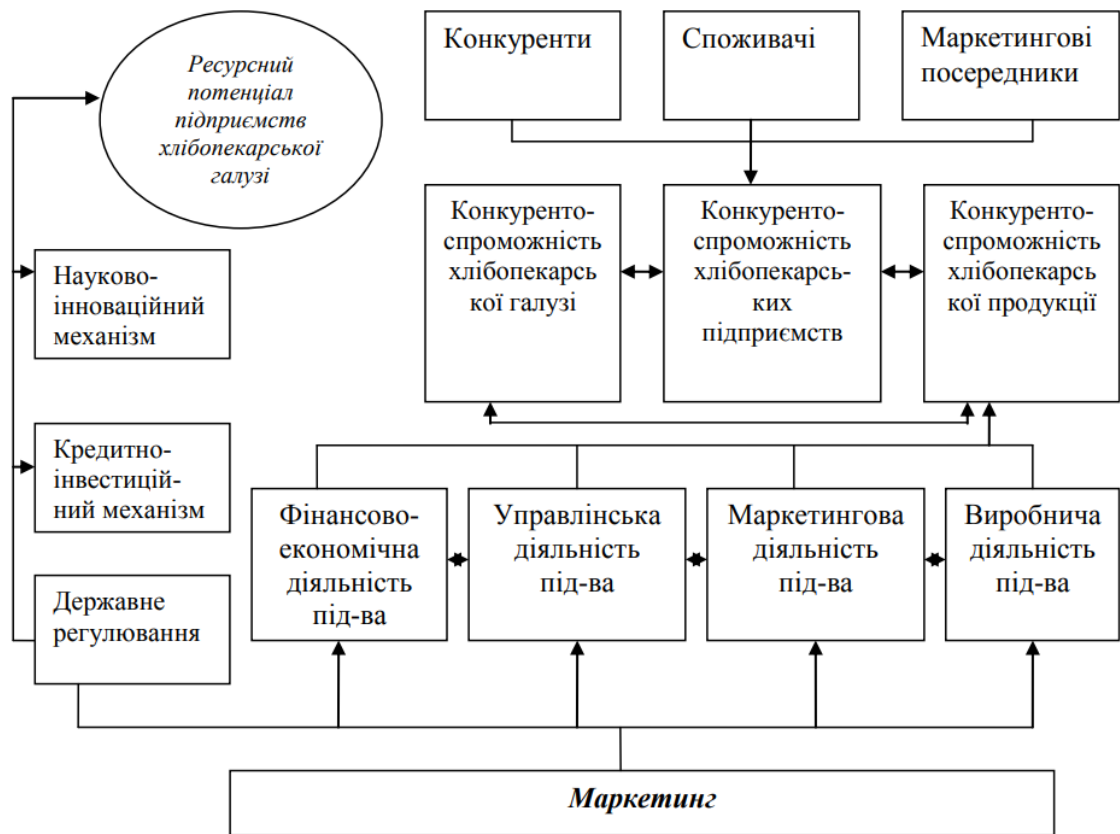 Ресурсний
потенціал
підприємств
хлібопекарської
галузі
Конкуренти
Споживачі
Маркетингові
посередники
Конкуренто-
спроможність
хлібопекарсь
кої галузі
Конкуренто-
спроможність
хлібопекарсь-
ких
підприємств
Конкуренто-
спроможність
хлібопекарсь
кої продукції
Науково-
інноваційний
механізм
Кредитно-
інвестицій-
ний механізм
Державне
регулювання
Фінансово-
економічна
діяльність
під-ва
Управлінська
діяльність
під-ва
Маркетингова
діяльність
під-ва
Виробнича
діяльність
під-ва
Маркетинг